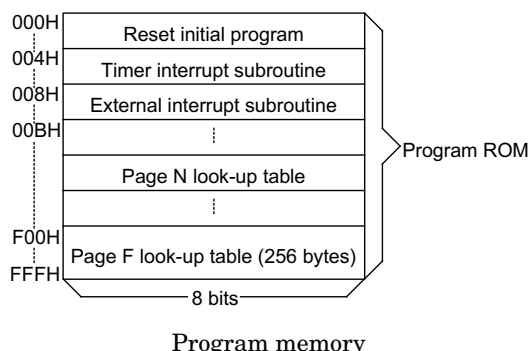 000H
Reset initial program
004H
Timer interrupt subroutine
008H
External interrupt subroutine
00BH
Program ROM
Page N look-up table
F00H
Page F look-up table (256 bytes)
FFFH
8 bits
Program memory